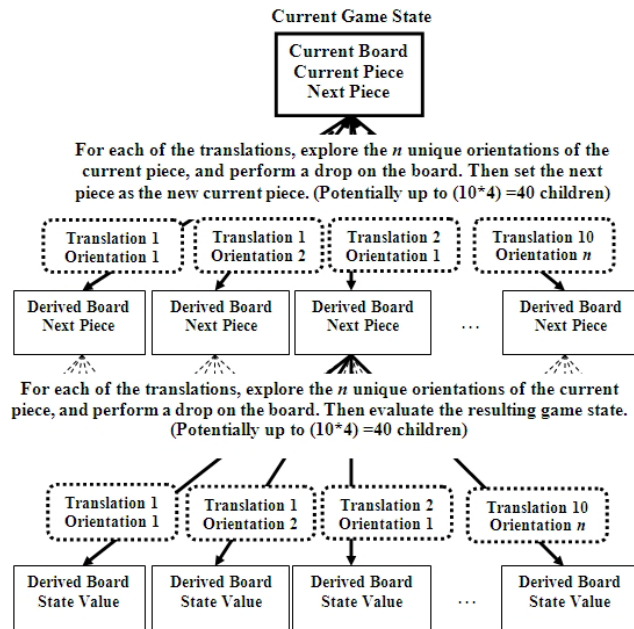 Current Game State
Current Board
Current Piece
Next Piece
For each of the translations, explore the n unique orientations of the
current piece, and perform a drop on the board. Then set the next
piece as the new current piece. (Potentially up to (10*4) =40 children)
Translation 1
Orientation 1
Translation 1
Orientation 2
Translation 2
Orientation 1
Translation 10
Orientation n
Derived Board
Next Piece
Derived Board
Next Piece
Derived Board
Next Piece
...
Derived Board
Next Piece
For each of the translations, explore the n unique orientations of the current
piece, and perform a drop on the board. Then evaluate the resulting game state.
(Potentially up to (10*4) =40 children)
Translation 1
Orientation 1
Translation 1
Orientation 2
Translation 2
Orientation 1
Translation 10
Orientation n
Derived Board
State Value
Derived Board
State Value
Derived Board
State Value
...
Derived Board
State Value